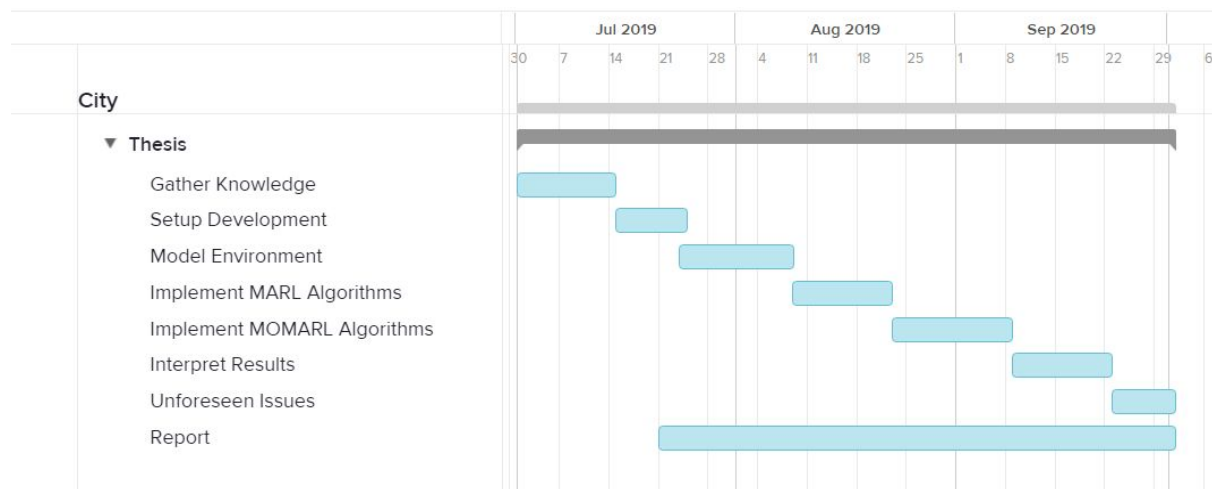 Jul 2019 Aug 2019 Sep 2019
30 7 14 21 28 4 11 18 25 1 8 15 22 29 6
City
Thesis
Gather Knowledge
Setup Development
Model Environment
Implement MARL Algorithms
Implement MOMARL Algorithms
Interpret Results
Unforeseen Issues
Report